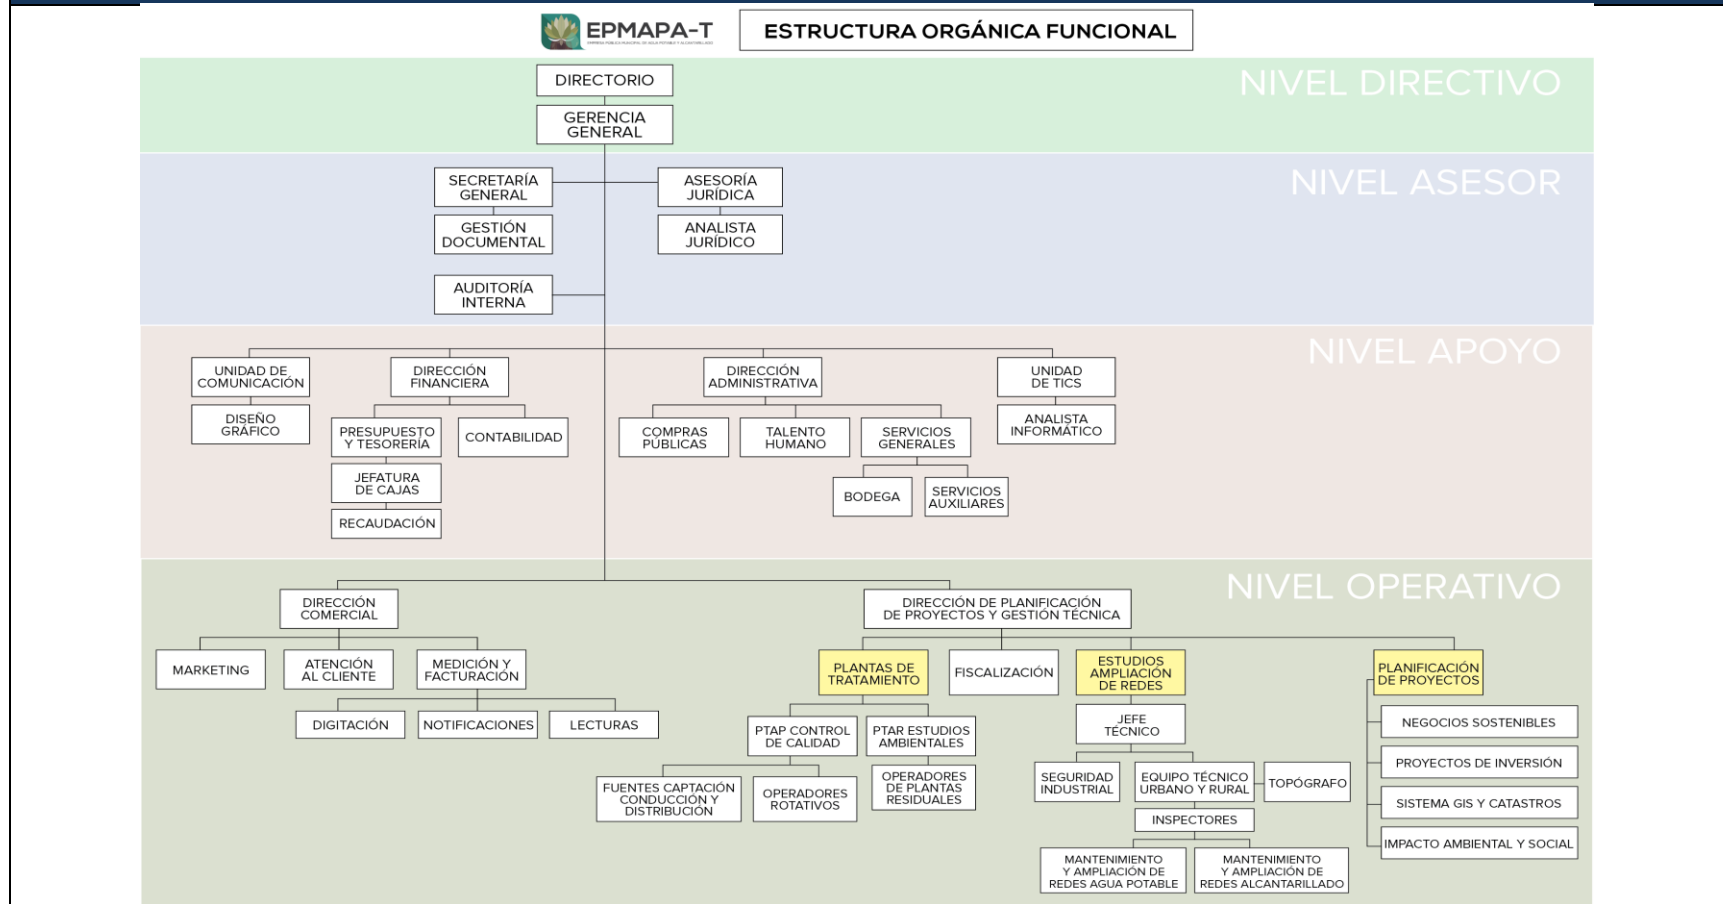 EPMAPA-T
EMPRESA PÚBLICA MUNICIPAL DE AGUA POTABLE Y ALCANTARILLADO
ESTRUCTURA ORGÁNICA FUNCIONAL
NIVEL DIRECTIVO
DIRECTORIO
GERENCIA
GENERAL
NIVEL ASESOR
SECRETARÍA
GENERAL
ASESORÍA
JURÍDICA
GESTIÓN
DOCUMENTAL
ANALISTA
JURÍDICO
AUDITORÍA
INTERNA
NIVEL APOYO
UNIDAD DE
COMUNICACIÓN
DIRECCIÓN
FINANCIERA
DIRECCIÓN
ADMINISTRATIVA
UNIDAD
DE TICS
DISEÑO
GRÁFICO
PRESUPUESTO
Y TESORERÍA
CONTABILIDAD
COMPRAS
PÚBLICAS
TALENTO
HUMANO
SERVICIOS
GENERALES
ANALISTA
INFORMÁTICO
JEFATURA
DE CAJAS
BODEGA
SERVICIOS
AUXILIARES
RECAUDACIÓN
NIVEL OPERATIVO
DIRECCIÓN
COMERCIAL
DIRECCIÓN DE PLANIFICACIÓN
DE PROYECTOS Y GESTIÓN TÉCNICA
MARKETING
ATENCIÓN
AL CLIENTE
MEDICIÓN Y
FACTURACIÓN
PLANTAS DE
TRATAMIENTO
FISCALIZACIÓN
ESTUDIOS
AMPLIACIÓN
DE REDES
PLANIFICACIÓN
DE PROYECTOS
DIGITACIÓN
NOTIFICACIONES
LECTURAS
PTAP CONTROL
DE CALIDAD
PTAR ESTUDIOS
AMBIENTALES
JEFE
TÉCNICO
NEGOCIOS SOSTENIBLES
FUENTES CAPTACIÓN
CONDUCCIÓN Y
DISTRIBUCIÓN
OPERADORES
ROTATIVOS
OPERADORES
DE PLANTAS
RESIDUALES
SEGURIDAD
INDUSTRIAL
EQUIPO TÉCNICO
URBANO Y RURAL
TOPÓGRAFO
PROYECTOS DE INVERSIÓN
INSPECTORES
SISTEMA GIS Y CATASTROS
MANTENIMIENTO
Y AMPLIACIÓN DE
REDES AGUA POTABLE
MANTENIMIENTO
Y AMPLIACIÓN DE
REDES ALCANTARILLADO
IMPACTO AMBIENTAL Y SOCIAL